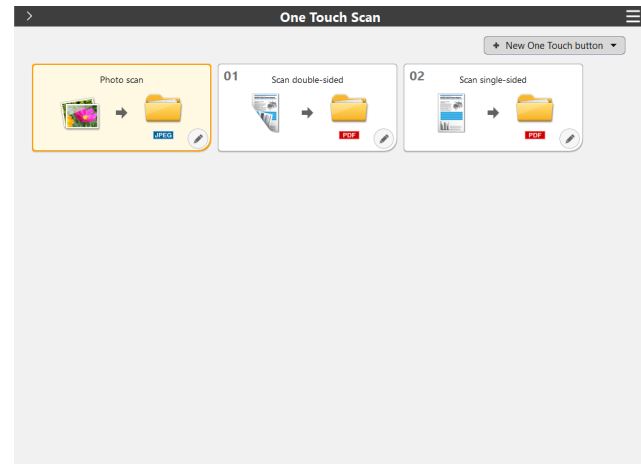 One Touch Scan
New One Touch button
Photo scan
JPEG
01 Scan double-sided
PDF
02 Scan single-sided
PDF